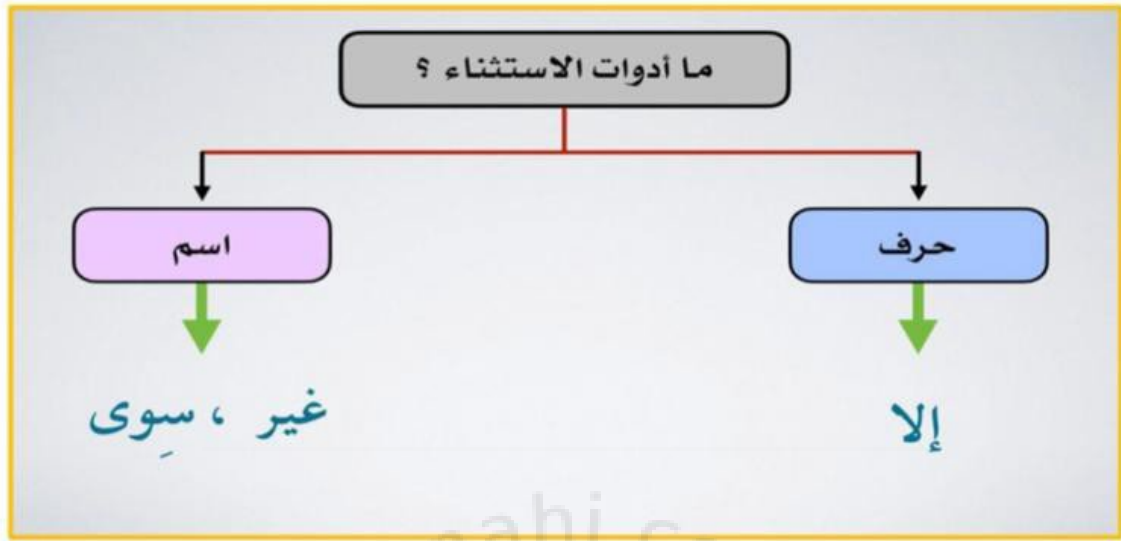 ما أدوات الاستثناء ؟
حرف
اسم
إلا
غير ، سِوى